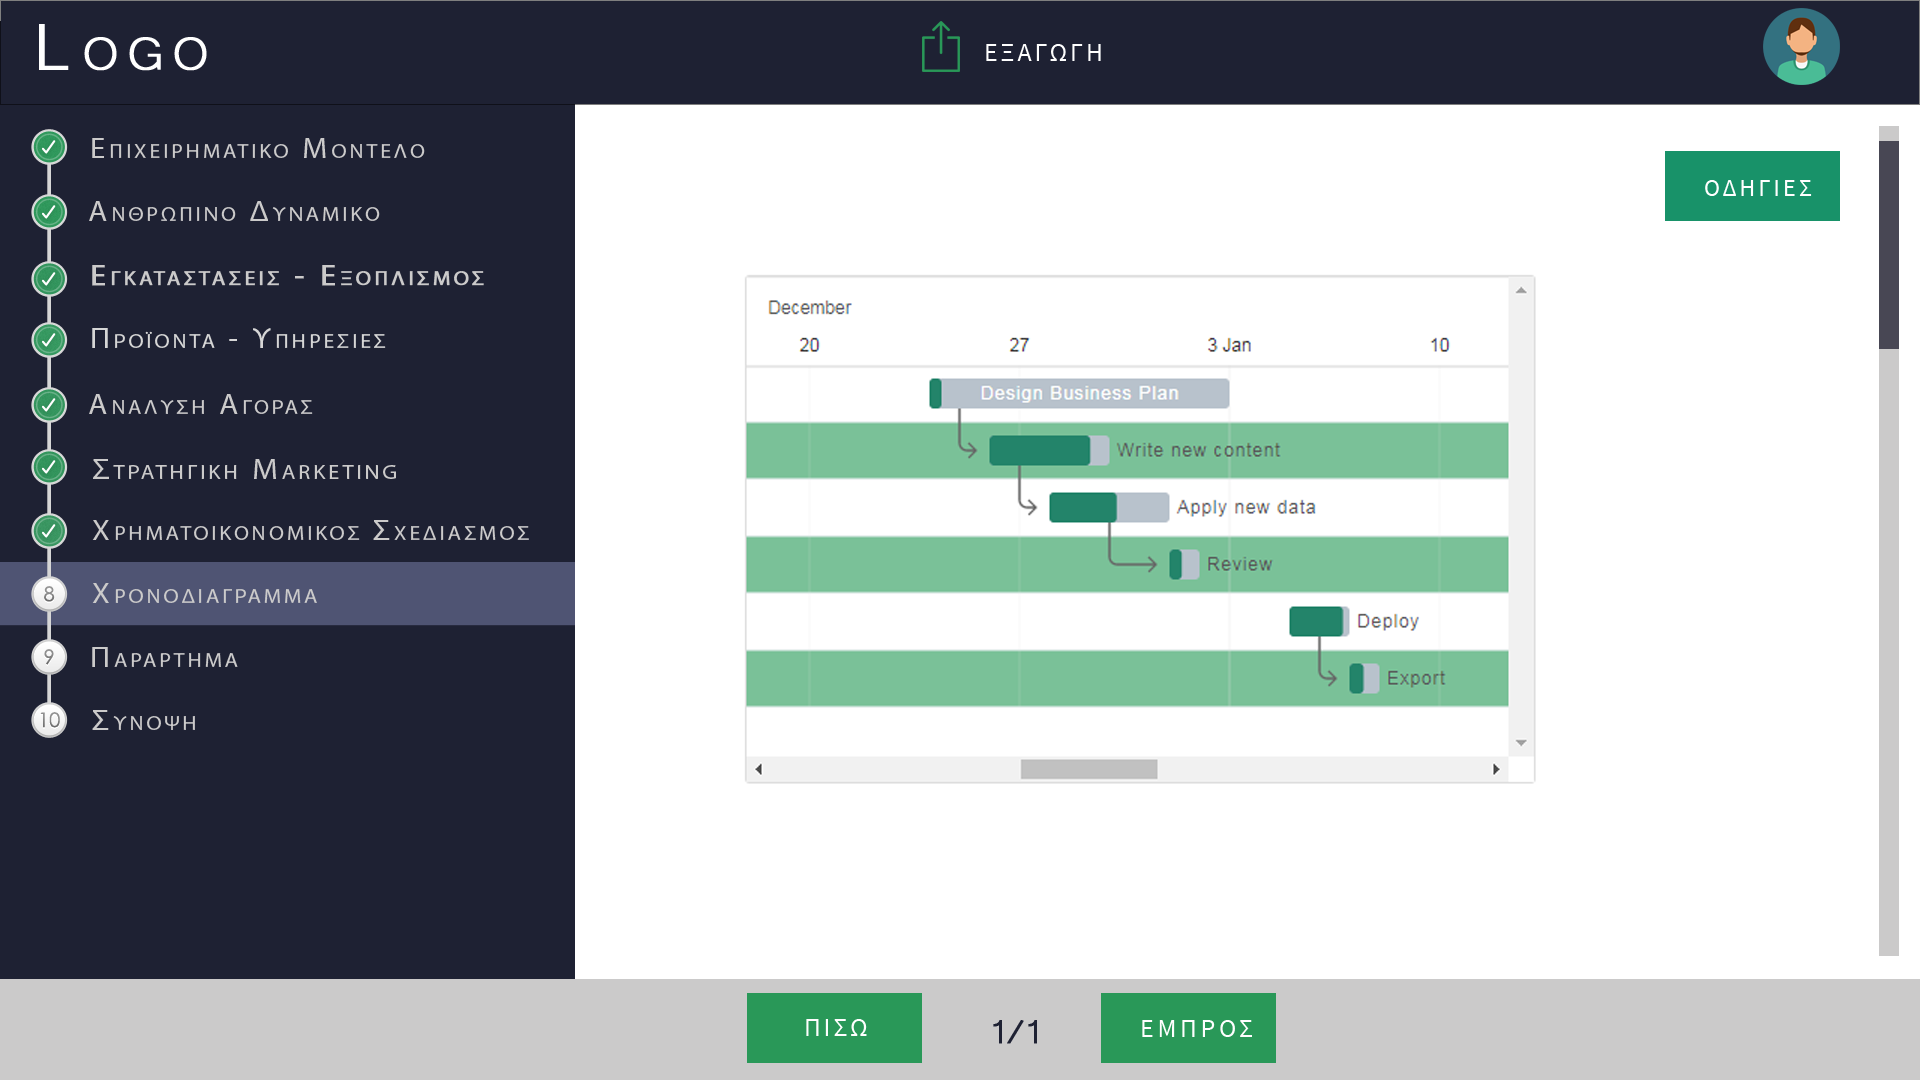 Logo
ΕΞΑΓΩΓΗ
Επιχειρηματικο Μοντελο
Ανθρωπινο Δυναμικο
Εγκαταστασεις - Εξοπλισμος
Προϊοντα - Υπηρεσιες
Αναλυση Αγορας
Στρατηγικη Marketing
Χρηματοικονομικος Σχεδιασμος
8 Χρονοδιαγραμμα
9 Παραρτημα
10 Συνοψη
ΟΔΗΓΙΕΣ
December
20 27 3 Jan 10
Design Business Plan
Write new content
Apply new data
Review
Deploy
Export
ΠΙΣΩ 1/1 ΕΜΠΡΟΣ